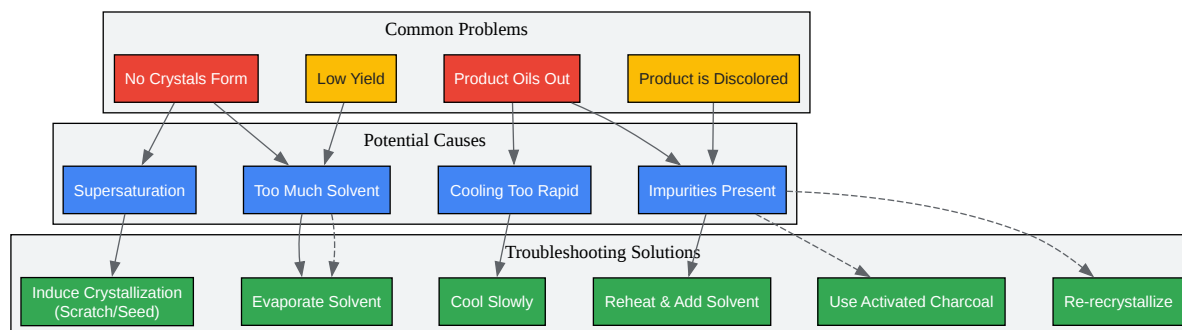 Common Problems
No Crystals Form
Low Yield
Product Oils Out
Product is Discolored
Potential Causes
Supersaturation
Too Much Solvent
Cooling Too Rapid
Impurities Present
Troubleshooting Solutions
Induce Crystallization
(Scratch/Seed)
Evaporate Solvent
Cool Slowly
Reheat & Add Solvent
Use Activated Charcoal
Re-recrystallize